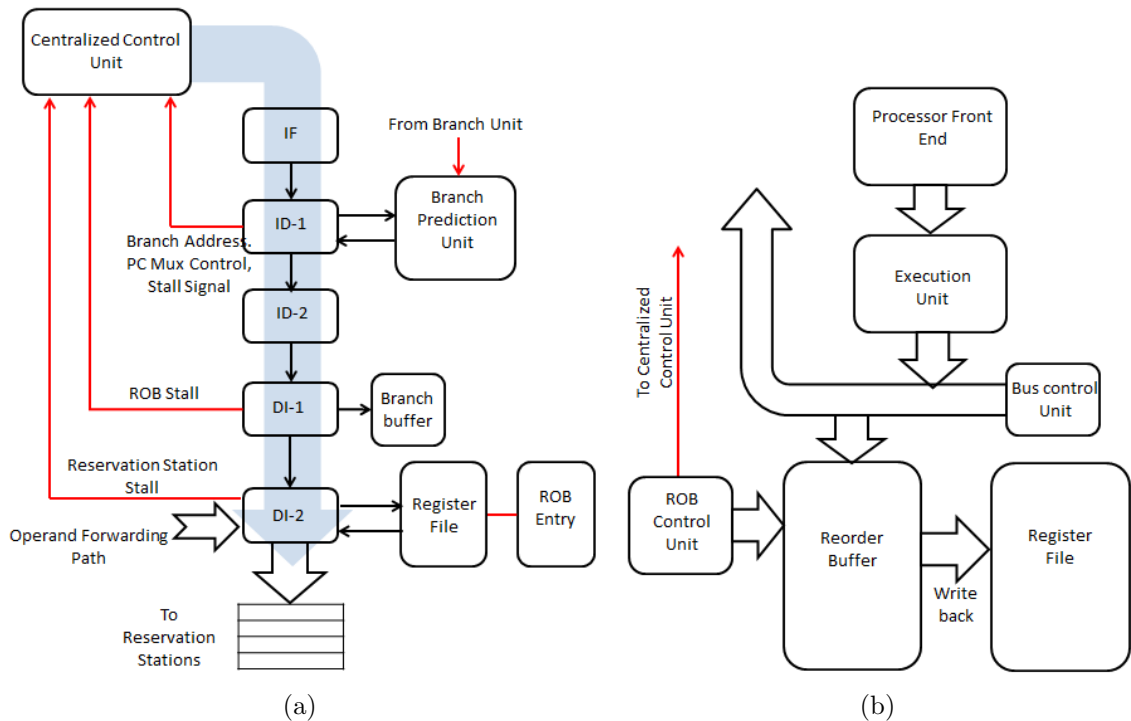 Centralized Control
Unit
IF
From Branch Unit
ID-1
Branch
Prediction
Unit
Branch Address.
PC Mux Control,
Stall Signal
ID-2
ROB Stall
DI-1
Branch
buffer
Reservation Station
Stall
DI-2
Register
File
ROB
Entry
Operand Forwarding
Path
To
Reservation
Stations
(a)
Processor Front
End
Execution
Unit
To Centralized
Control Unit
Bus control
Unit
ROB
Control
Unit
Reorder
Buffer
Write
back
Register
File
(b)